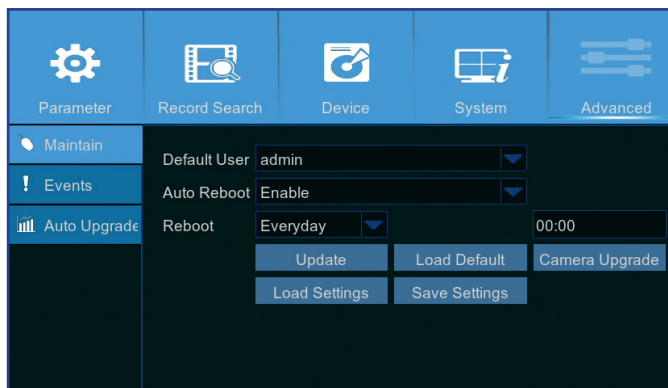 Parameter Record Search Device System Advanced
Maintain
Events
Auto Upgrade
Default User admin
Auto Reboot Enable
Reboot Everyday 00:00
Update Load Default Camera Upgrade
Load Settings Save Settings